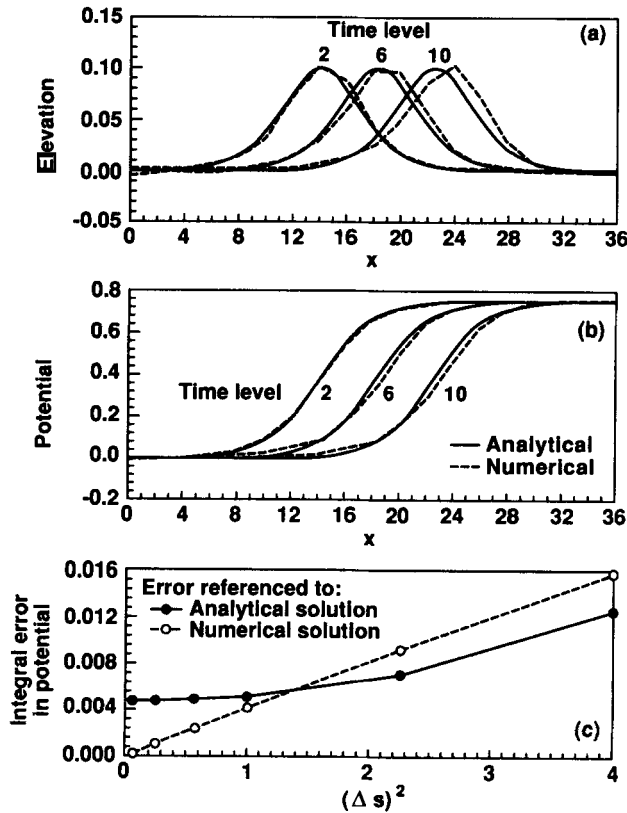 Time level
(a)
2 6 10
0.15
0.10
0.05
0.00
-0.05
Elevation
0 4 8 12 16 20 24 28 32 36
x
0.8
0.6
0.4
0.2
0.0
-0.2
Potential
(b)
Time level 2 6 10
Analytical
Numerical
0 4 8 12 16 20 24 28 32 36
x
0.016
0.012
0.008
0.004
0.000
Integral error
in potential
Error referenced to:
Analytical solution
Numerical solution
(c)
0 1 2 3 4
(Δ s)²